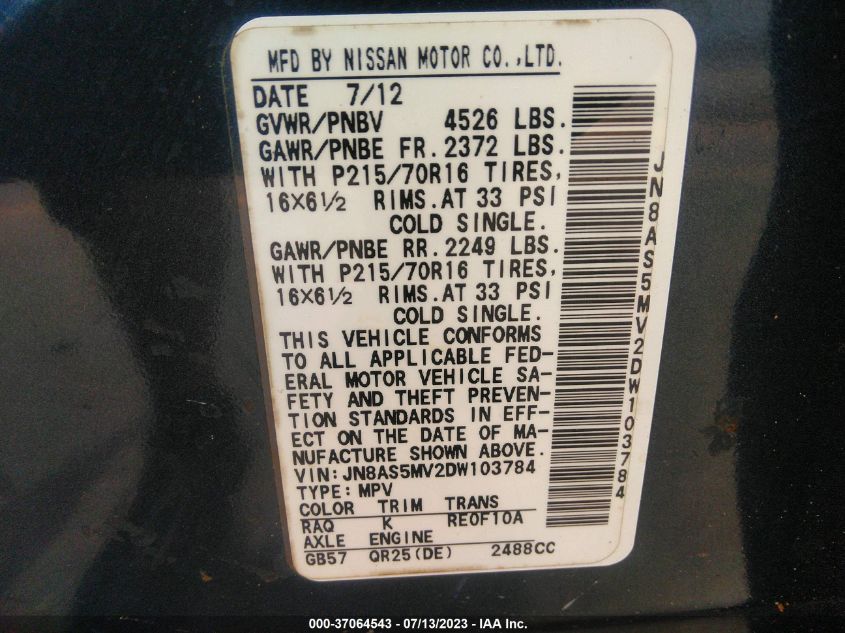 MFD BY NISSAN MOTOR CO.,LTD.
DATE 7/12
GVWR/PNBV 4526 LBS.
GAWR/PNBE FR.2372 LBS.
WITH P215/70R16 TIRES,
16X6½ RIMS.AT 33 PSI
COLD SINGLE.
GAWR/PNBE RR.2249 LBS.
WITH P215/70R16 TIRES,
16X6½ RIMS.AT 33 PSI
COLD SINGLE.
THIS VEHICLE CONFORMS
TO ALL APPLICABLE FED-
ERAL MOTOR VEHICLE SA-
FETY AND THEFT PREVEN-
TION STANDARDS IN EFF-
ECT ON THE DATE OF MA-
NUFACTURE SHOWN ABOVE.
VIN:JN8AS5MV2DW103784
TYPE:MPV
COLOR TRIM TRANS
RAQ K RE0F10A
AXLE ENGINE
GB57 QR25(DE) 2488CC
JN8AS5MV2DW103784
000-37064543 - 07/13/2023 - IAA Inc.